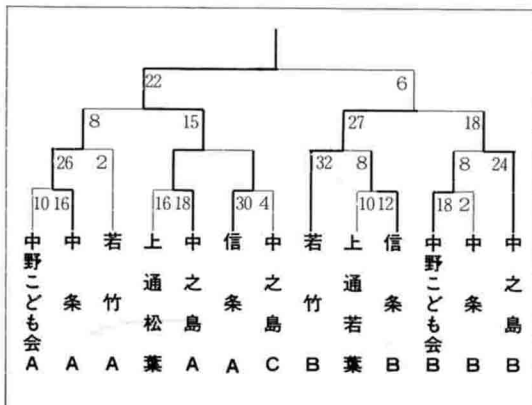 22 6
8 15 27 18
26 2 32 8 8 24
10 16 16 18 30 4 10 12 18 2
中野こども会A
中条A
若竹A
上通松葉
中之島A
信条A
中之島C
若竹B
上通若葉
信条B
中野こども会B
中条B
中之島B